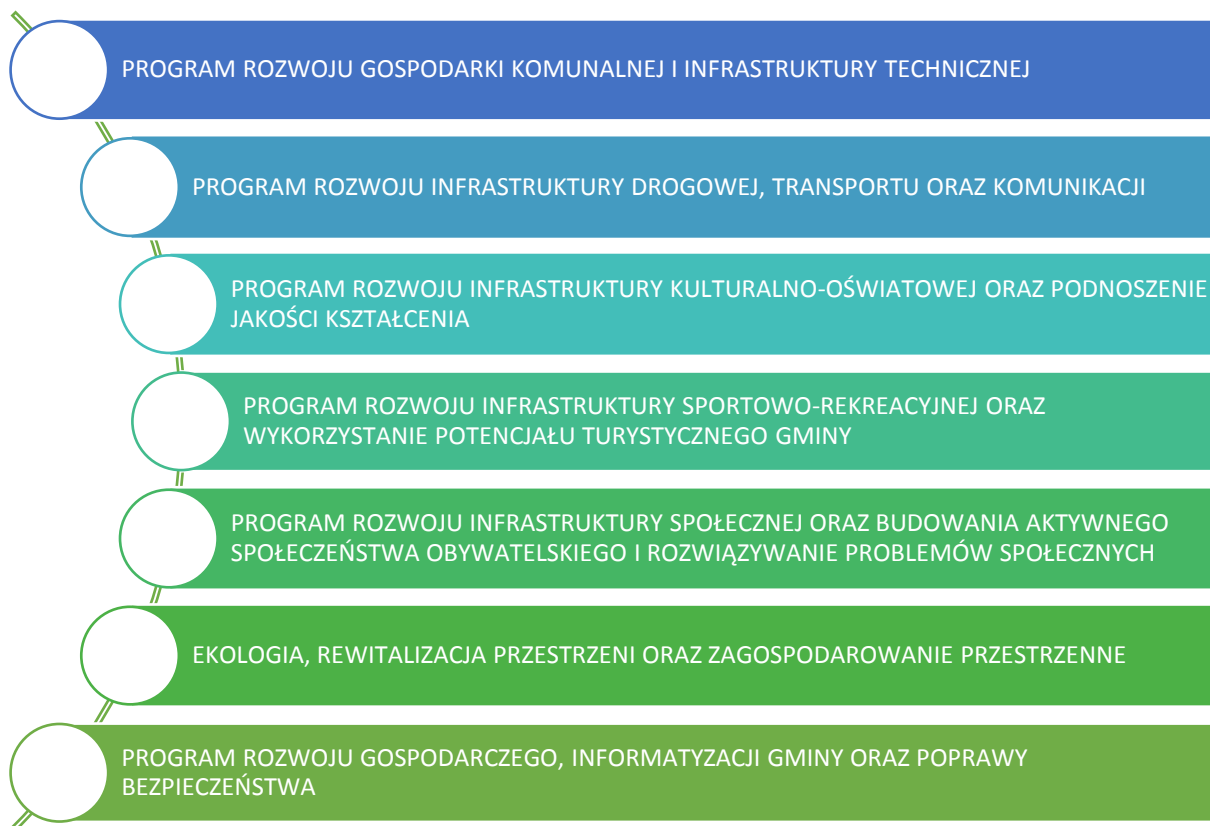 PROGRAM ROZWOJU GOSPODARKI KOMUNALNEJ I INFRASTRUKTURY TECHNICZNEJ
PROGRAM ROZWOJU INFRASTRUKTURY DROGOWEJ, TRANSPORTU ORAZ KOMUNIKACJI
PROGRAM ROZWOJU INFRASTRUKTURY KULTURALNO-OŚWIATOWEJ ORAZ PODNOSZENIE
JAKOŚCI KSZTAŁCENIA
PROGRAM ROZWOJU INFRASTRUKTURY SPORTOWO-REKREACYJNEJ ORAZ
WYKORZYSTANIE POTENCJAŁU TURYSTYCZNEGO GMINY
PROGRAM ROZWOJU INFRASTRUKTURY SPOŁECZNEJ ORAZ BUDOWANIA AKTYWNEGO
SPOŁECZEŃSTWA OBYWATELSKIEGO I ROZWIĄZYWANIE PROBLEMÓW SPOŁECZNYCH
EKOLOGIA, REWITALIZACJA PRZESTRZENI ORAZ ZAGOSPODAROWANIE PRZESTRZENNE
PROGRAM ROZWOJU GOSPODARCZEGO, INFORMATYZACJI GMINY ORAZ POPRAWY
BEZPIECZEŃSTWA